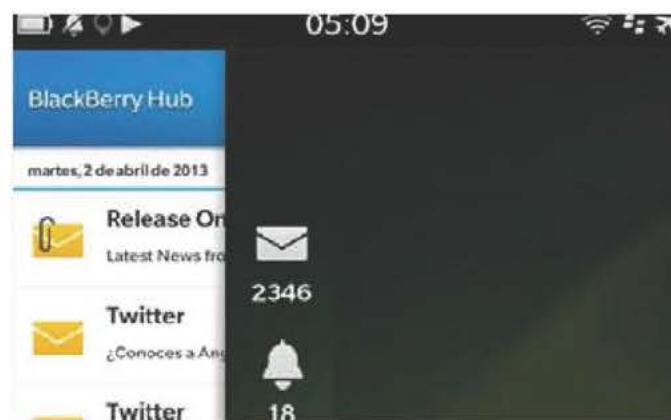 05:09
BlackBerry Hub
martes, 2 de abril de 2013
Release On
Latest News fro
2346
Twitter
¿Conoces a Ang
18
Twitter